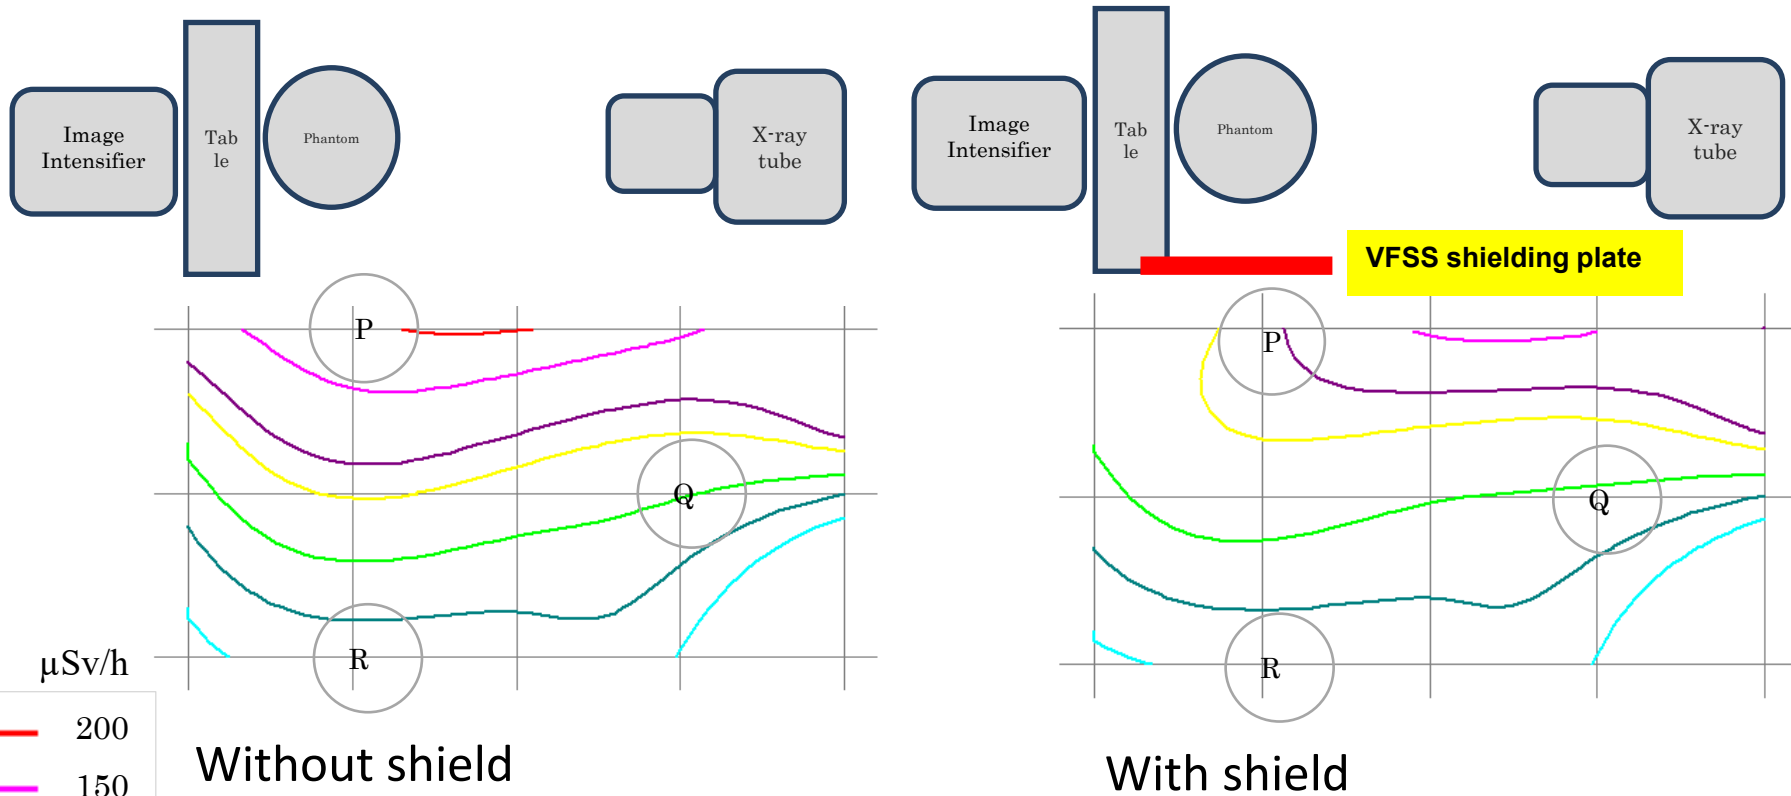 Image
Intensifier
Tab
le
Phantom
X-ray
tube
Image
Intensifier
Tab
le
Phantom
X-ray
tube
VFSS shielding plate
P
Q
R
P
Q
R
μSv/h
200
150
Without shield
With shield